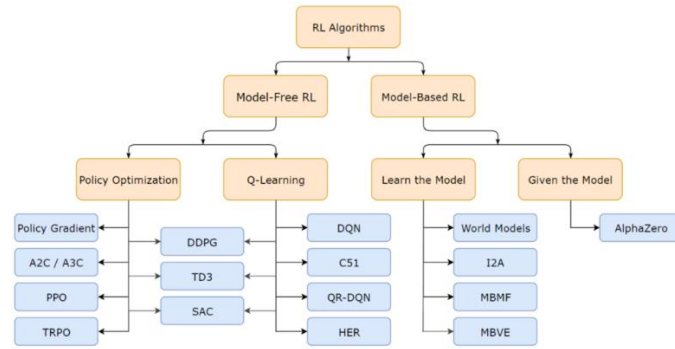 RL Algorithms
Model-Free RL
Model-Based RL
Policy Optimization
Q-Learning
Learn the Model
Given the Model
Policy Gradient
A2C / A3C
PPO
TRPO
DDPG
TD3
SAC
DQN
C51
QR-DQN
HER
World Models
I2A
MBMF
MBVE
AlphaZero